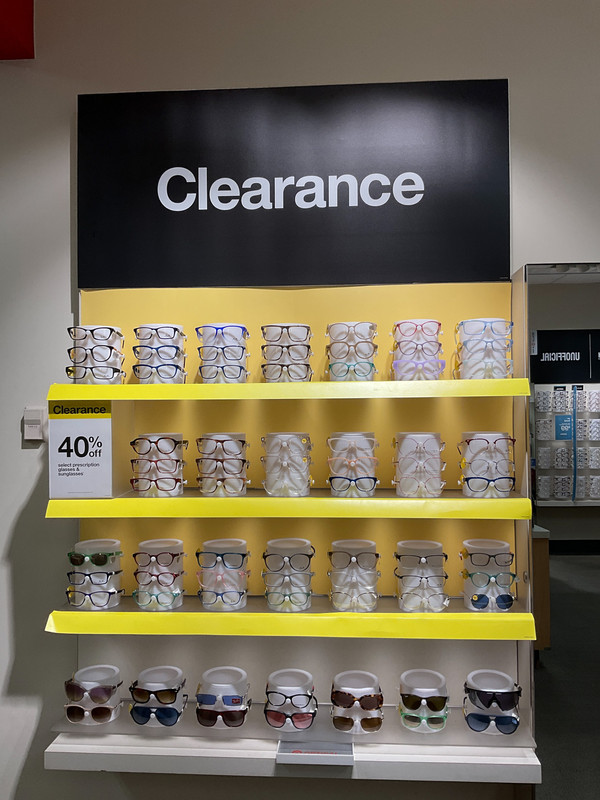 Clearance
Clearance
40%
off
select prescription
glasses &
sunglasses
UNOFFICIAL